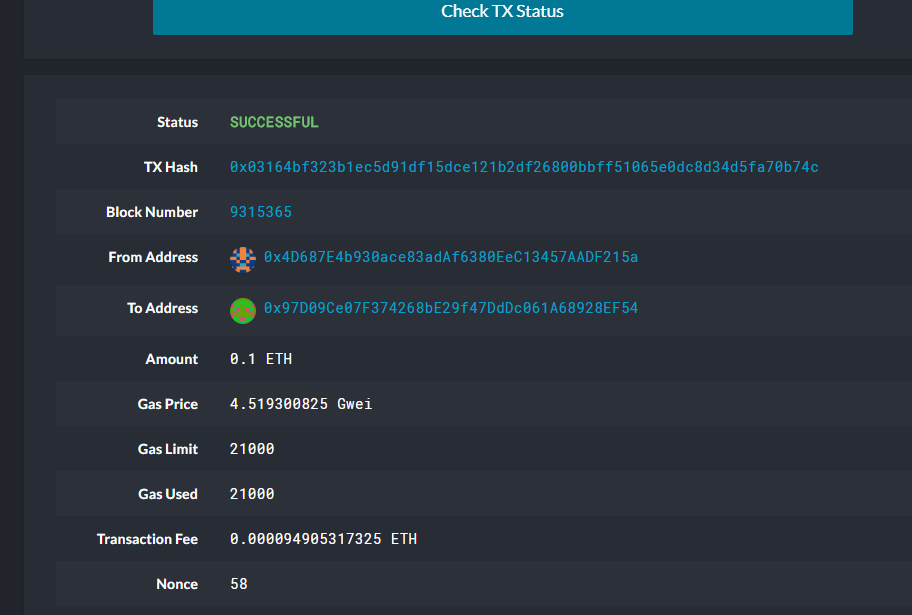 Check TX Status
Status SUCCESSFUL
TX Hash 0x03164bf323b1ec5d91df15dce121b2df26800bbff51065e0dc8d34d5fa70b74c
Block Number 9315365
From Address 0x4D687E4b930ace83adAf6380EeC13457AADF215a
To Address 0x97D09Ce07F374268bE29f47DdDc061A68928EF54
Amount 0.1 ETH
Gas Price 4.519300825 Gwei
Gas Limit 21000
Gas Used 21000
Transaction Fee 0.000094905317325 ETH
Nonce 58